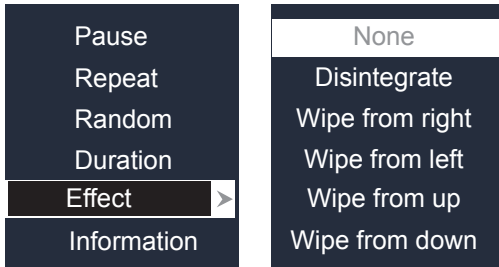 Pause
Repeat
Random
Duration
Effect
Information
None
Disintegrate
Wipe from right
Wipe from left
Wipe from up
Wipe from down